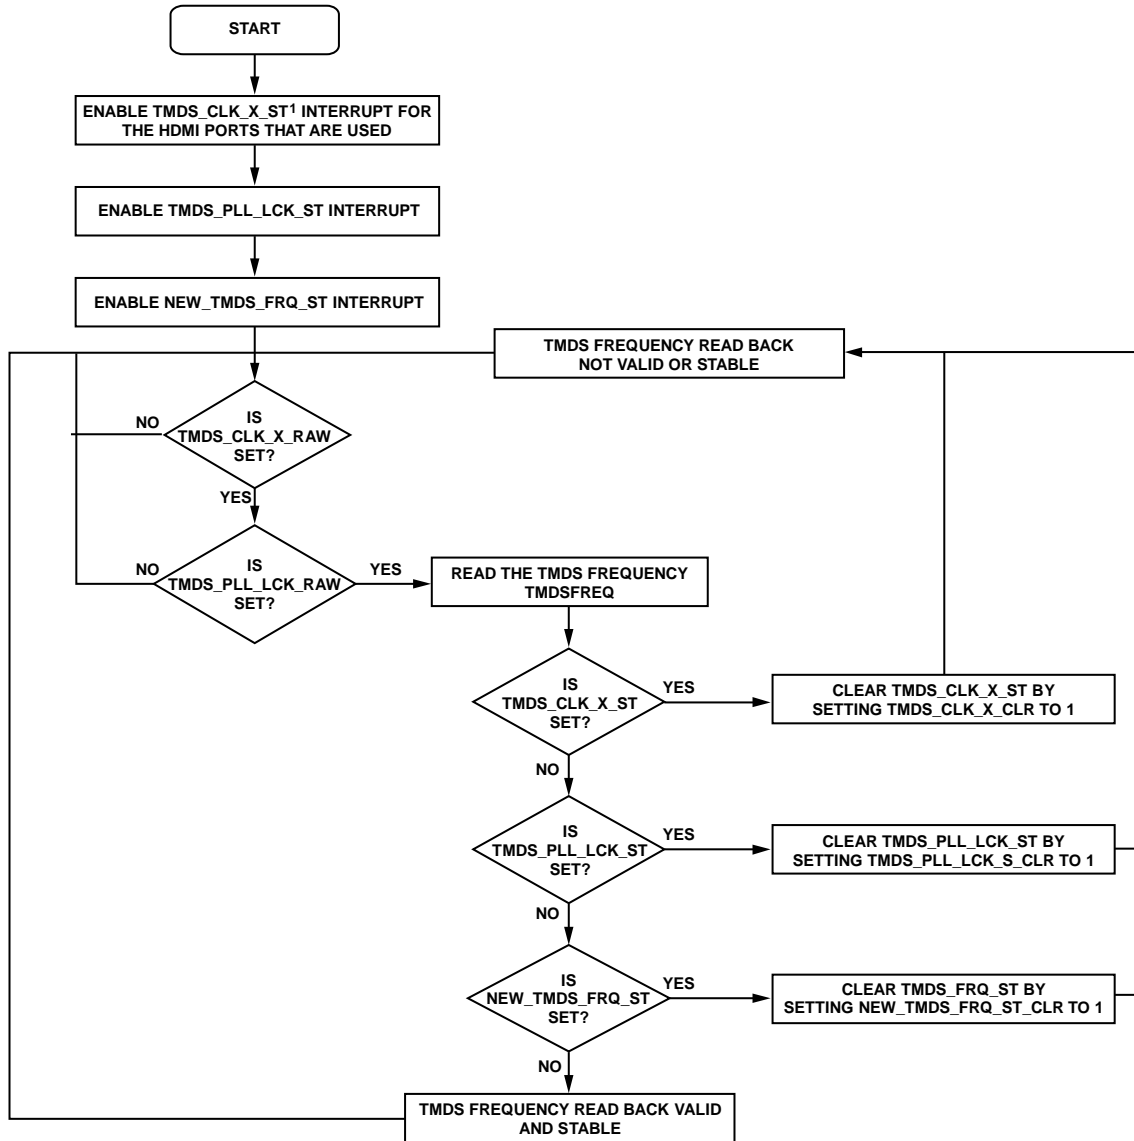 START
ENABLE TMDS_CLK_X_ST1 INTERRUPT FOR
THE HDMI PORTS THAT ARE USED
ENABLE TMDS_PLL_LCK_ST INTERRUPT
ENABLE NEW_TMDS_FRQ_ST INTERRUPT
TMDS FREQUENCY READ BACK
NOT VALID OR STABLE
NO
IS
TMDS_CLK_X_RAW
SET?
YES
NO
IS
TMDS_PLL_LCK_RAW
SET?
YES
READ THE TMDS FREQUENCY
TMDSFREQ
IS
TMDS_CLK_X_ST
SET?
YES
CLEAR TMDS_CLK_X_ST BY
SETTING TMDS_CLK_X_CLR TO 1
NO
IS
TMDS_PLL_LCK_ST
SET?
YES
CLEAR TMDS_PLL_LCK_ST BY
SETTING TMDS_PLL_LCK_S_CLR TO 1
NO
IS
NEW_TMDS_FRQ_ST
SET?
YES
CLEAR TMDS_FRQ_ST BY
SETTING NEW_TMDS_FRQ_ST_CLR TO 1
NO
TMDS FREQUENCY READ BACK VALID
AND STABLE